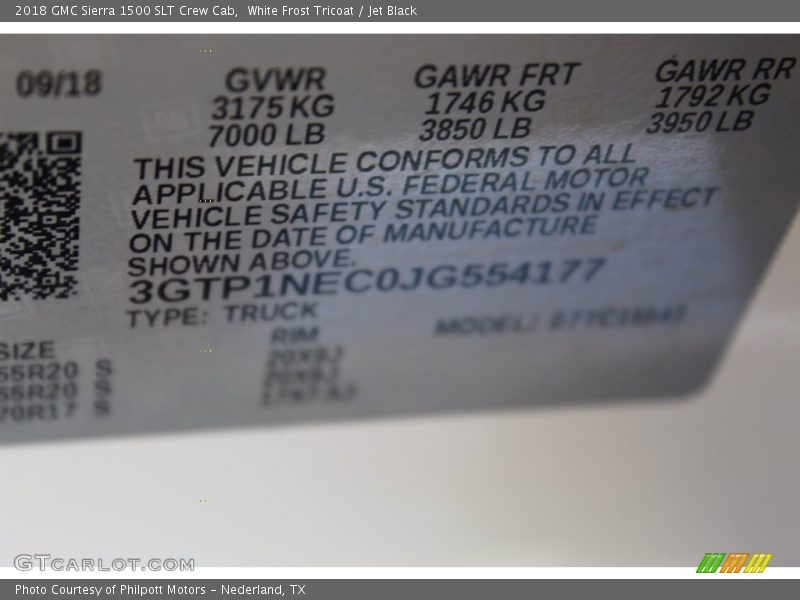 2018 GMC Sierra 1500 SLT Crew Cab, White Frost Tricoat / Jet Black
09/18 GVWR GAWR FRT GAWR RR
3175 KG 1746 KG 1792 KG
7000 LB 3850 LB 3950 LB
THIS VEHICLE CONFORMS TO ALL
APPLICABLE U.S. FEDERAL MOTOR
VEHICLE SAFETY STANDARDS IN EFFECT
ON THE DATE OF MANUFACTURE
SHOWN ABOVE.
3GTP1NEC0JG554177
TYPE: TRUCK MODEL:
SIZE RIM
55R20 S 20X9J
55R20 S 20X9J
70R17 S
GTCARLOT.COM
Photo Courtesy of Philpott Motors – Nederland, TX